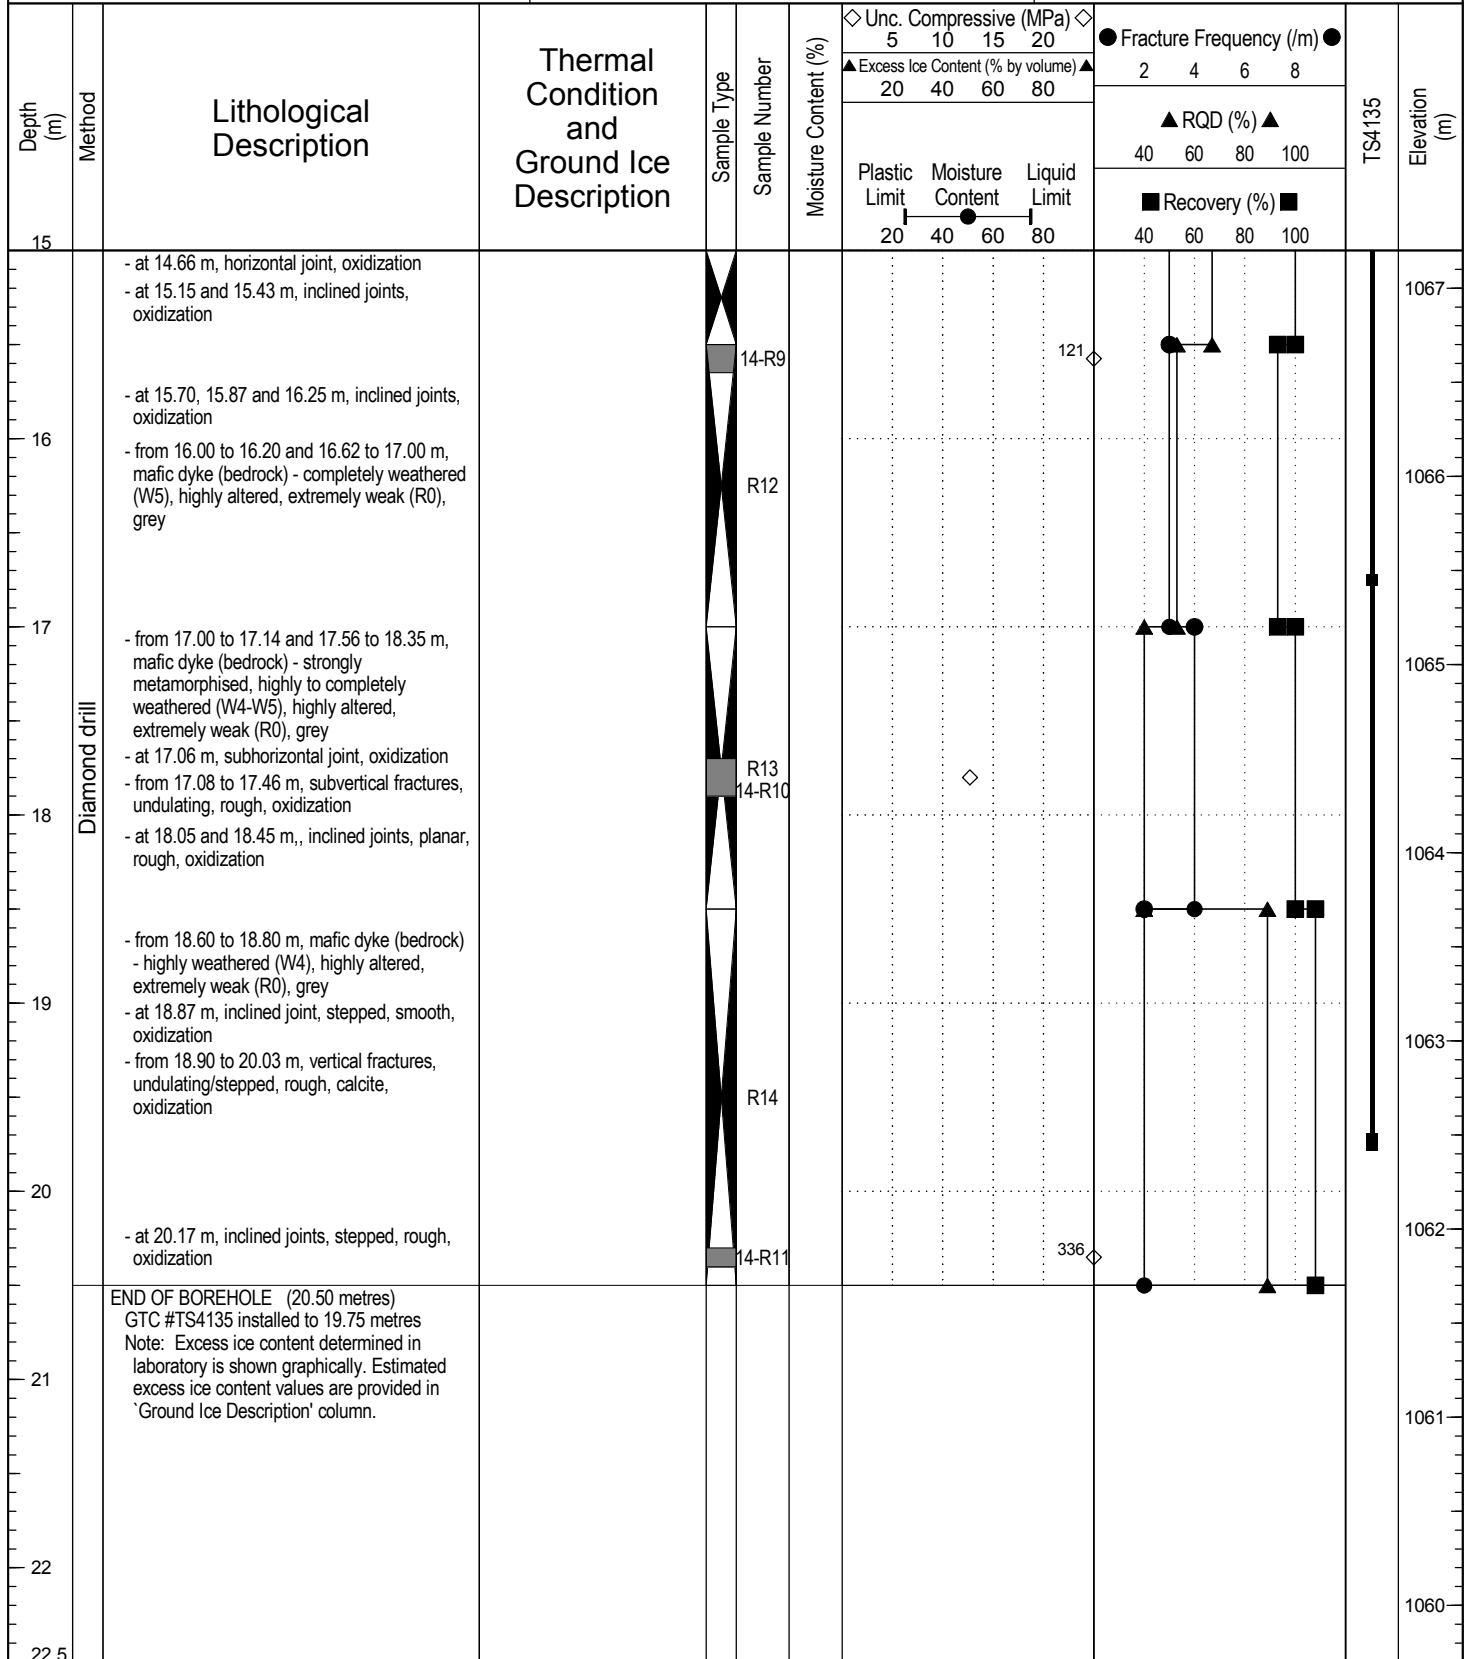 Depth
(m)
Method
Lithological
Description
Thermal
Condition
and
Ground Ice
Description
Sample Type
Sample Number
Moisture Content (%)
Unc. Compressive (MPa)
5 10 15 20
Excess Ice Content (% by volume)
20 40 60 80
Plastic Moisture Liquid
Limit Content Limit
20 40 60 80
Fracture Frequency (/m)
2 4 6 8
RQD (%)
40 60 80 100
Recovery (%)
40 60 80 100
TS4135
Elevation
(m)
15
- at 14.66 m, horizontal joint, oxidization
- at 15.15 and 15.43 m, inclined joints,
oxidization
1067
121
14-R9
- at 15.70, 15.87 and 16.25 m, inclined joints,
oxidization
16
- from 16.00 to 16.20 and 16.62 to 17.00 m,
mafic dyke (bedrock) - completely weathered
(W5), highly altered, extremely weak (R0),
grey
R12
1066
17
- from 17.00 to 17.14 and 17.56 to 18.35 m,
mafic dyke (bedrock) - strongly
metamorphised, highly to completely
weathered (W4-W5), highly altered,
extremely weak (R0), grey
1065
Diamond drill
- at 17.06 m, subhorizontal joint, oxidization
- from 17.08 to 17.46 m, subvertical fractures,
undulating, rough, oxidization
R13
14-R10
18
- at 18.05 and 18.45 m,, inclined joints, planar,
rough, oxidization
1064
- from 18.60 to 18.80 m, mafic dyke (bedrock)
- highly weathered (W4), highly altered,
extremely weak (R0), grey
19
- at 18.87 m, inclined joint, stepped, smooth,
oxidization
1063
- from 18.90 to 20.03 m, vertical fractures,
undulating/stepped, rough, calcite,
oxidization
R14
20
- at 20.17 m, inclined joints, stepped, rough,
oxidization
14-R11
336
1062
END OF BOREHOLE (20.50 metres)
GTC #TS4135 installed to 19.75 metres
Note: Excess ice content determined in
laboratory is shown graphically. Estimated
excess ice content values are provided in
`Ground Ice Description' column.
21
1061
22
1060
22.5